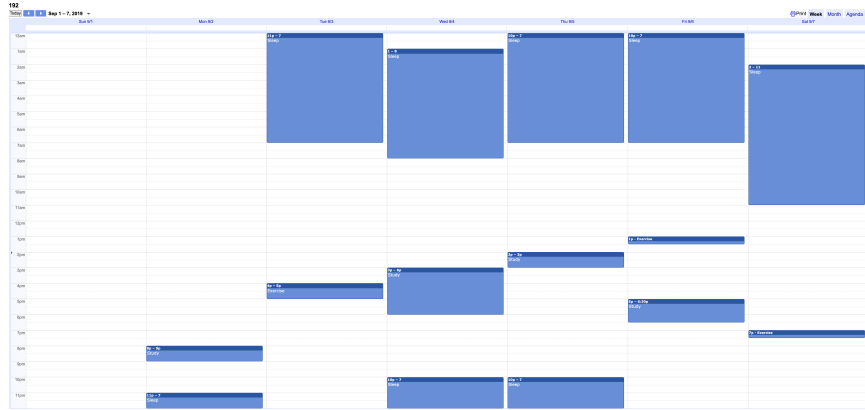 192
Today Sep 1 – 7, 2019 Print Week Month Agenda
Sun 9/1 Mon 9/2 Tue 9/3 Wed 9/4 Thu 9/5 Fri 9/6 Sat 9/7
12am
11p – 7
Sleep
10p – 7
Sleep
10p – 7
Sleep
1am
1 – 8
Sleep
2am
2 – 11
Sleep
3am
4am
5am
6am
7am
8am
9am
10am
11am
12pm
1pm
1p - Exercise
2pm
2p – 3p
Study
3pm
3p – 6p
Study
4pm
4p – 5p
Exercise
5pm
5p – 6:30p
Study
6pm
7pm
7p - Exercise
8pm
8p – 9p
Study
9pm
10pm
10p – 7
Sleep
10p – 7
Sleep
11pm
11p – 7
Sleep